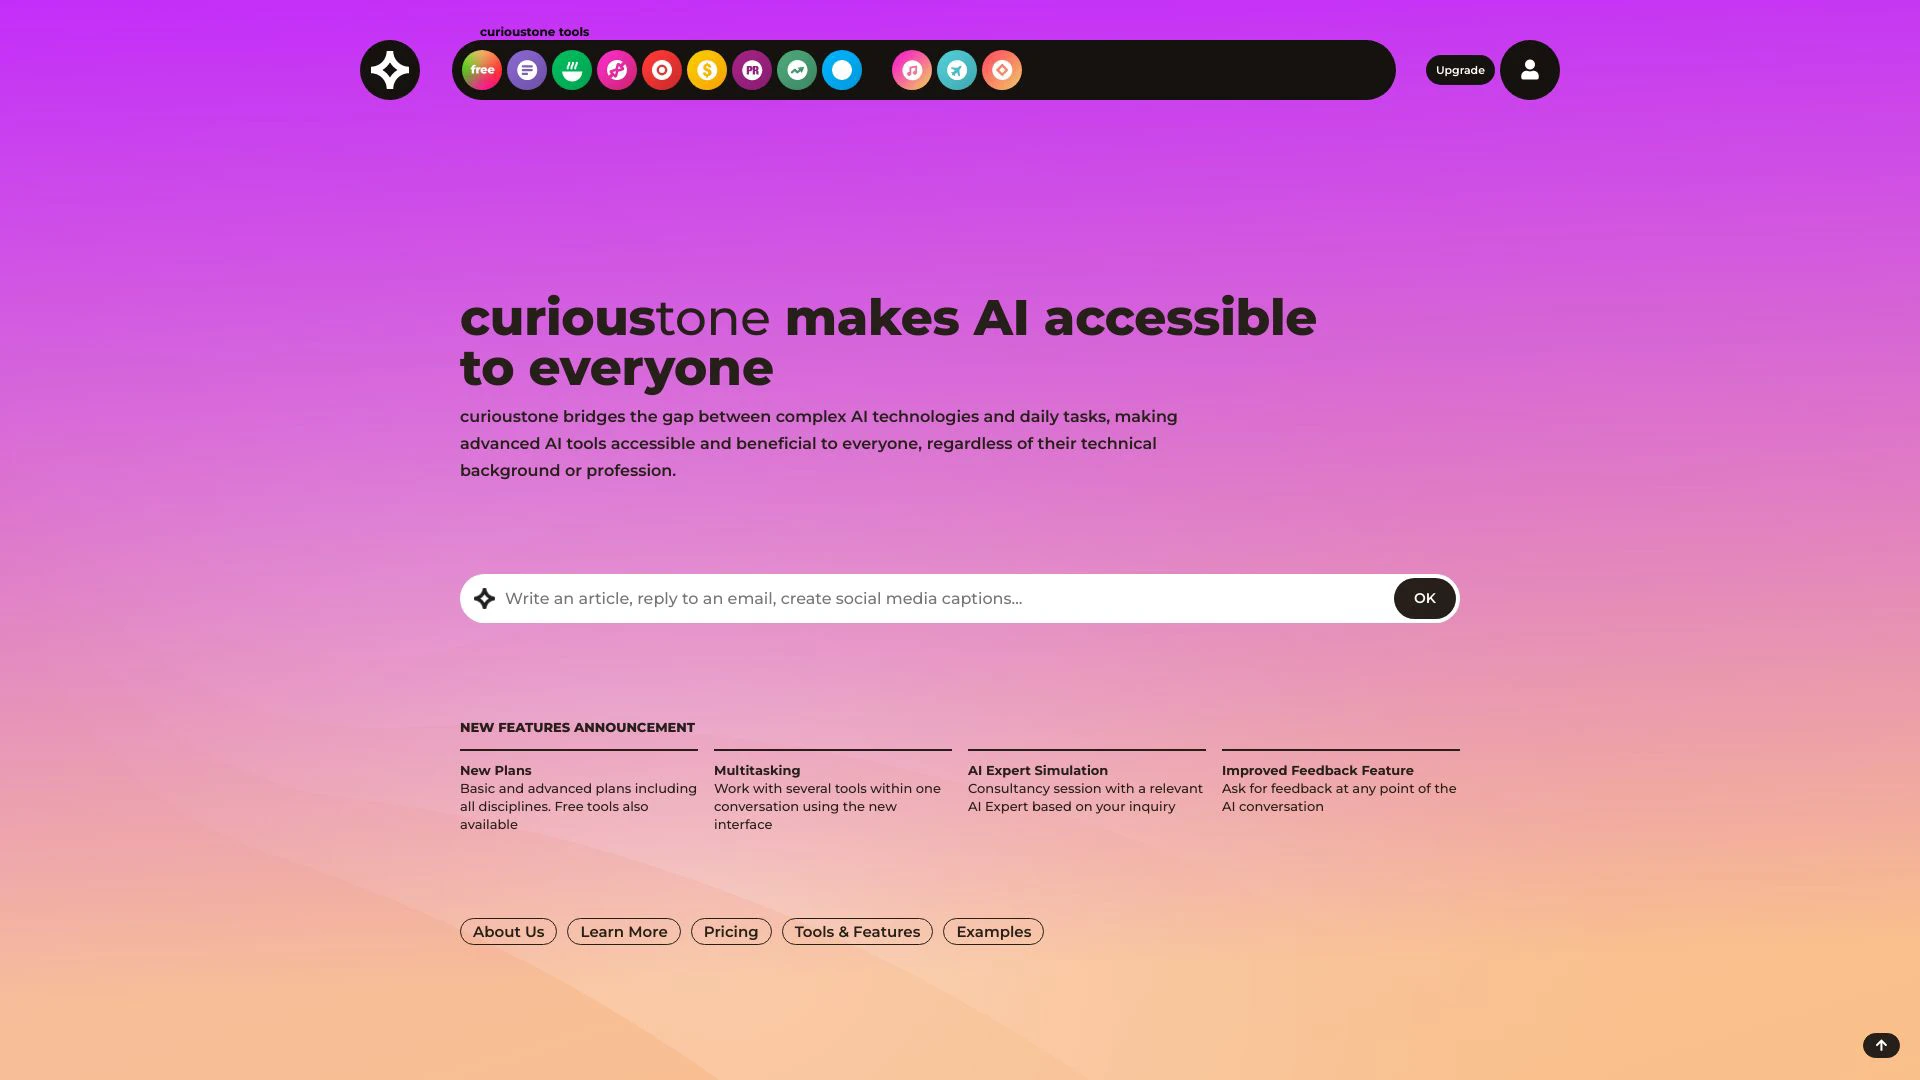 curioustone tools
free
PR
Upgrade
curioustone makes AI accessible
to everyone
curioustone bridges the gap between complex AI technologies and daily tasks, making
advanced AI tools accessible and beneficial to everyone, regardless of their technical
background or profession.
Write an article, reply to an email, create social media captions...
OK
NEW FEATURES ANNOUNCEMENT
New Plans
Basic and advanced plans including
all disciplines. Free tools also
available
Multitasking
Work with several tools within one
conversation using the new
interface
AI Expert Simulation
Consultancy session with a relevant
AI Expert based on your inquiry
Improved Feedback Feature
Ask for feedback at any point of the
AI conversation
About Us
Learn More
Pricing
Tools & Features
Examples